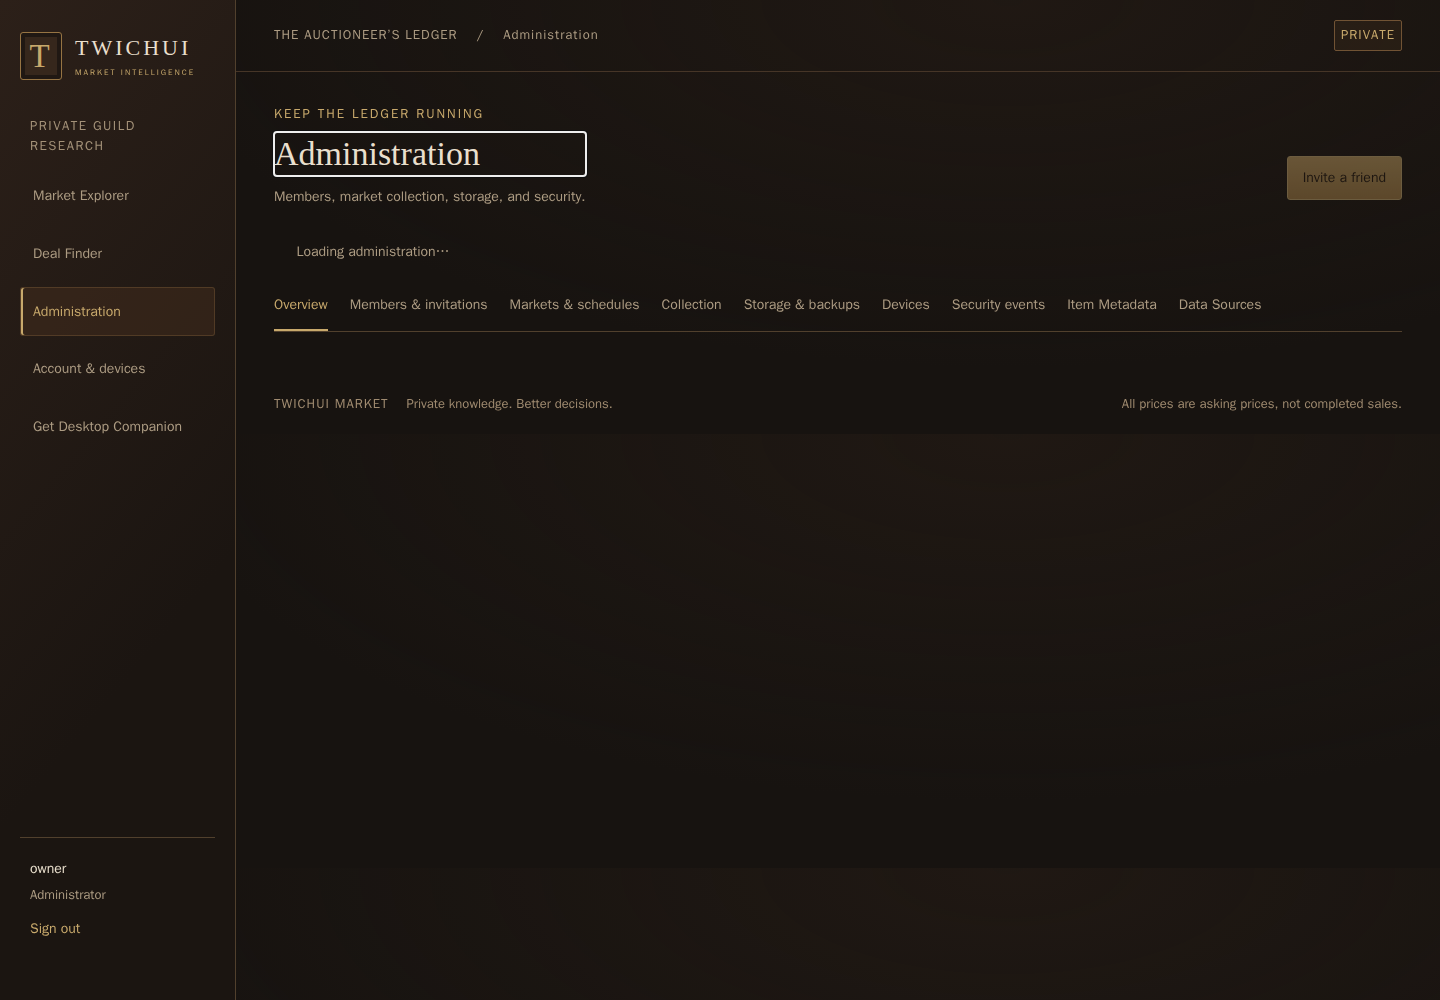 T
TWICHUI
MARKET INTELLIGENCE
PRIVATE GUILD
RESEARCH
Market Explorer
Deal Finder
Administration
Account & devices
Get Desktop Companion
owner
Administrator
Sign out
THE AUCTIONEER'S LEDGER / Administration
PRIVATE
KEEP THE LEDGER RUNNING
Administration
Members, market collection, storage, and security.
Invite a friend
Loading administration…
Overview Members & invitations Markets & schedules Collection Storage & backups Devices Security events Item Metadata Data Sources
TWICHUI MARKET Private knowledge. Better decisions. All prices are asking prices, not completed sales.